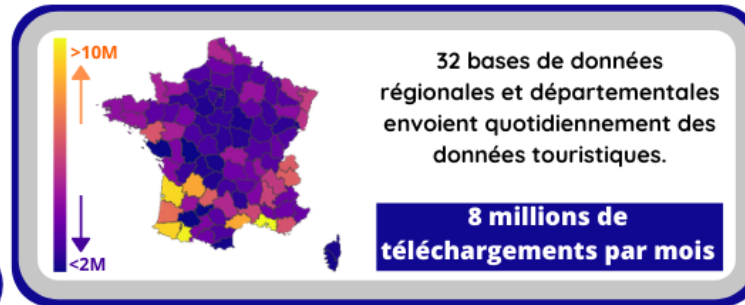 >10M
<2M
32 bases de données
régionales et départementales
envoient quotidiennement des
données touristiques.
8 millions de
téléchargements par mois